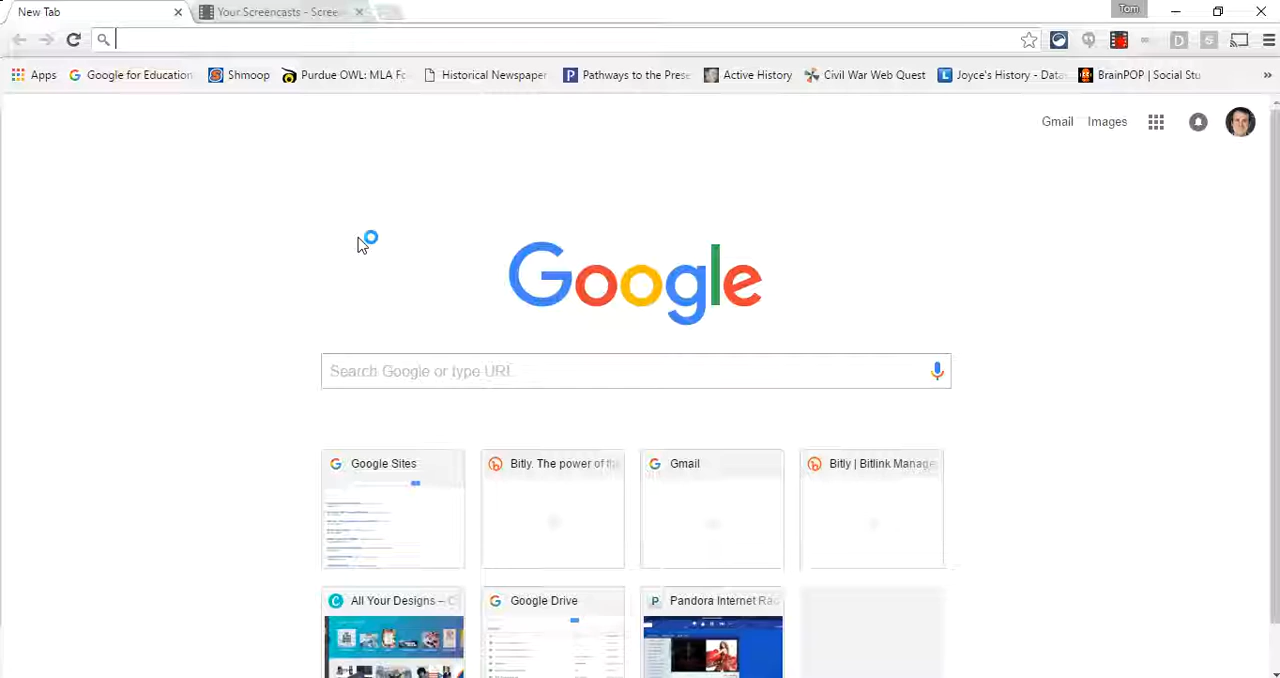 New Tab
Your Screencasts - Scree
Tom
Apps
Google for Education
Shmoop
Purdue OWL: MLA Fo
Historical Newspaper
Pathways to the Prese
Active History
Civil War Web Quest
Joyce's History - Data
BrainPOP | Social Stu
»
Gmail
Images
Google
Search Google or type URL
Google Sites
Bitly. The power of the
Gmail
Bitly | Bitlink Manage
All Your Designs – C
Google Drive
Pandora Internet Rad